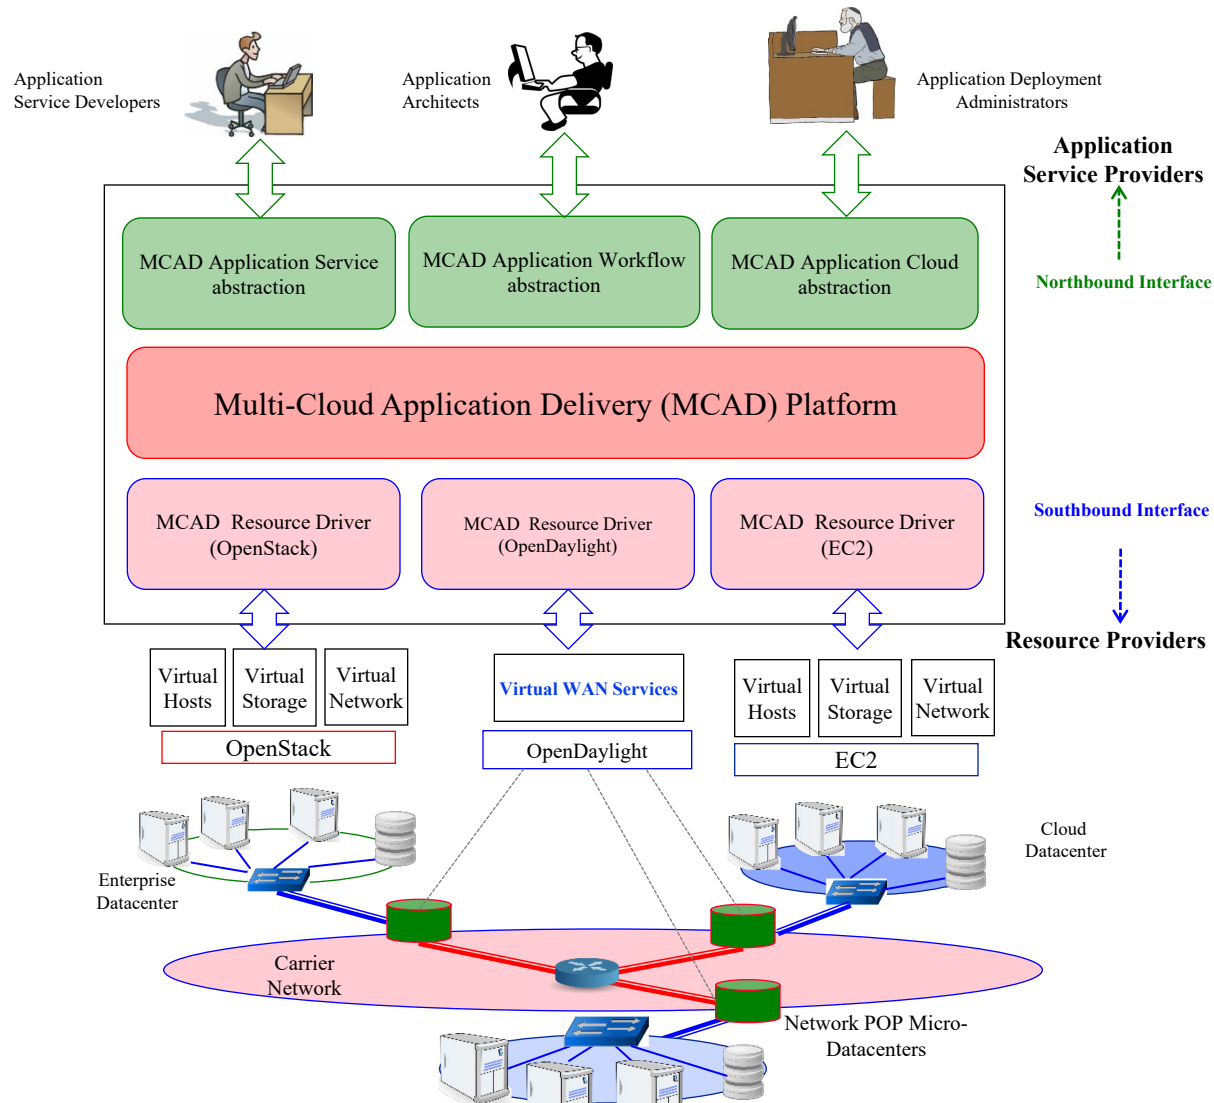 Application
Service Developers
Application
Architects
Application Deployment
Administrators
Application
Service Providers
MCAD Application Service
abstraction
MCAD Application Workflow
abstraction
MCAD Application Cloud
abstraction
Northbound Interface
Multi-Cloud Application Delivery (MCAD) Platform
MCAD Resource Driver
(OpenStack)
MCAD Resource Driver
(OpenDaylight)
MCAD Resource Driver
(EC2)
Southbound Interface
Resource Providers
Virtual
Hosts
Virtual
Storage
Virtual
Network
Virtual WAN Services
Virtual
Hosts
Virtual
Storage
Virtual
Network
OpenStack
OpenDaylight
EC2
Enterprise
Datacenter
Cloud
Datacenter
Carrier
Network
Network POP Micro-
Datacenters